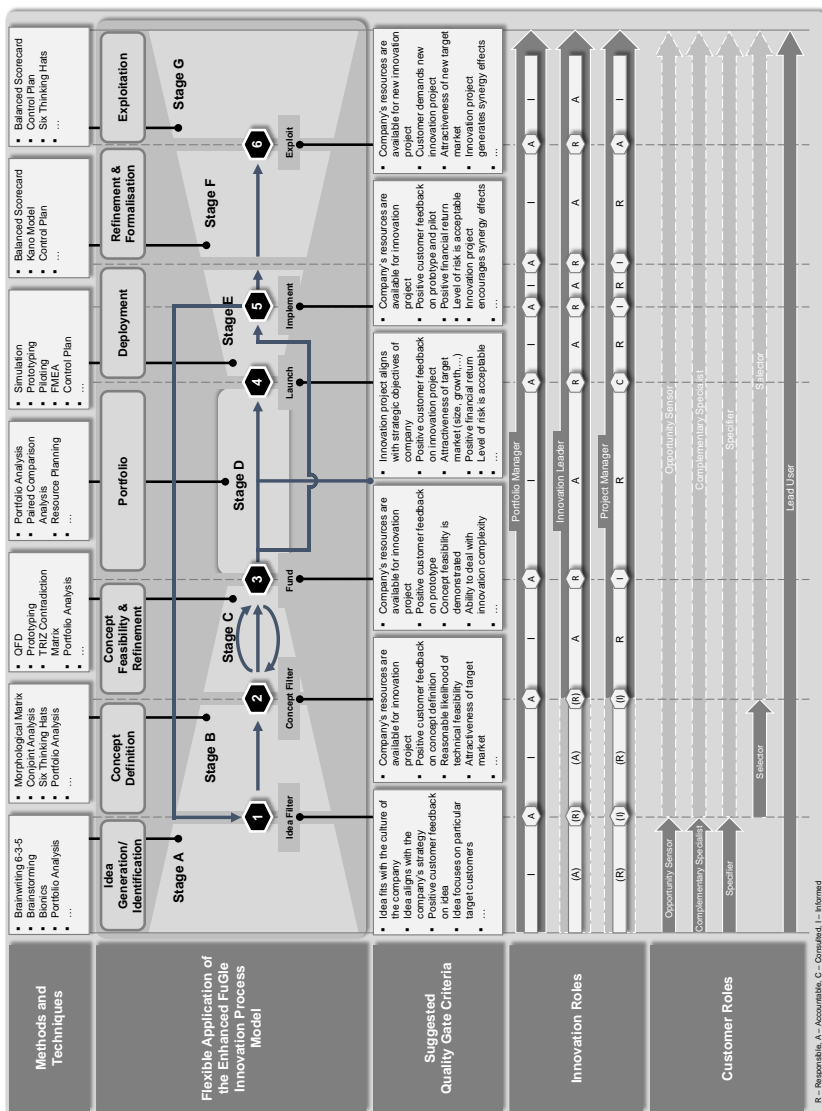 Methods and
Techniques
Brainwriting 6-3-5
Brainstorming
Bionics
Portfolio Analysis
…
Morphological Matrix
Conjoint Analysis
Six Thinking Hats
Portfolio Analysis
…
QFD
Prototyping
TRIZ Contradiction
Matrix
Portfolio Analysis
…
Portfolio Analysis
Paired Comparison
Analysis
Resource Planning
…
Simulation
Prototyping
Piloting
FMEA
Control Plan
…
Balanced Scorecard
Kano Model
Control Plan
…
Balanced Scorecard
Control Plan
Six Thinking Hats
…
Flexible Application of
the Enhanced FuGle
Innovation Process
Model
Idea
Generation/
Identification
Concept
Definition
Concept
Feasibility &
Refinement
Portfolio
Deployment
Refinement &
Formalisation
Exploitation
Stage A
Stage B
Stage C
Stage D
Stage E
Stage F
Stage G
1
2
3
4
5
6
Idea Filter
Concept Filter
Fund
Launch
Implement
Exploit
Suggested
Quality Gate Criteria
Idea fits with the culture of
the company
Idea aligns with the
company's strategy
Positive customer feedback
on idea
Idea focuses on particular
target customers
…
Company's resources are
available for innovation
project
Positive customer feedback
on concept definition
Reasonable likelihood of
technical feasibility
Attractiveness of target
market
…
Company's resources are
available for innovation
project
Positive customer feedback
on prototype
Concept feasibility is
demonstrated
Ability to deal with
innovation complexity
…
Innovation project aligns
with strategic objectives of
company
Positive customer feedback
on innovation project
Attractiveness of target
market (size, growth,…)
Positive financial return
Level of risk is acceptable
…
Company's resources are
available for innovation
project
Positive customer feedback
on prototype and pilot
Positive financial return
Level of risk is acceptable
Innovation project
encourages synergy effects
…
Company's resources are
available for new innovation
project
Customer demands new
innovation project
Attractiveness of new target
market
Innovation project
generates synergy effects
…
Innovation Roles
Portfolio Manager
I A I A I A I A I A I A I A I
Innovation Leader
(A) (R) (A) (R) A R A R A R A R A R A
Project Manager
(R) (I) (R) (I) R I R C R I R I R A I
Customer Roles
Opportunity Sensor
Opportunity Sensor
Complementary Specialist
Complementary Specialist
Specifier
Specifier
Selector
Selector
Lead User
R – Responsible, A – Accountable, C – Consulted, I – Informed